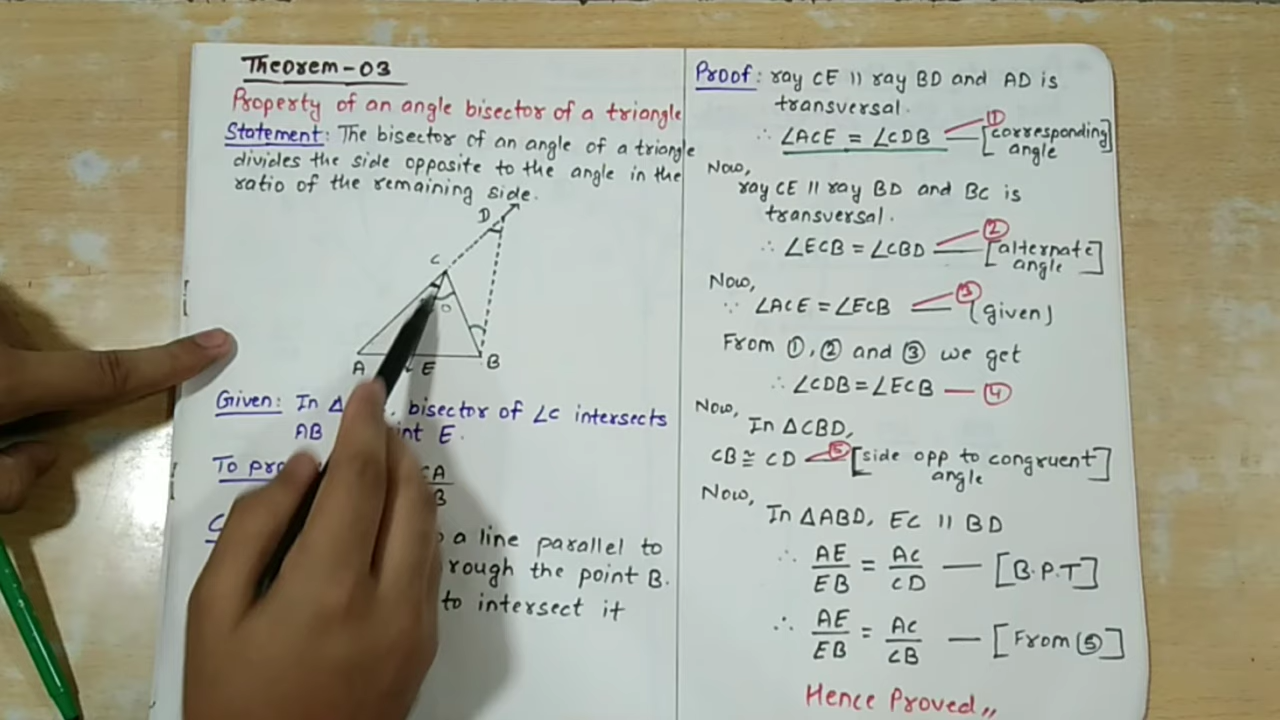 Theorem-03
Property of an angle bisector of a triangle
Statement: The bisector of an angle of a triangle
divides the side opposite to the angle in the
ratio of the remaining side.
D
C
A E B
Given: In Δ bisector of ∠C intersects
AB point E.
To
CA
B
a line parallel to
the point B.
to intersect it
Proof: ray CE || ray BD and AD is
transversal.
∴ ∠ACE = ∠CDB — ① [corresponding
angle]
Now,
ray CE || ray BD and BC is
transversal.
∴ ∠ECB = ∠CBD — ② [alternate
angle]
Now,
∵ ∠ACE = ∠ECB — ③ (given)
From ①, ② and ③ we get
∴ ∠CDB = ∠ECB — ④
Now,
In ΔCBD,
CB ≅ CD — ⑤ [side opp to congruent
angle]
Now,
In ΔABD, EC || BD
∴ AE/EB = AC/CD — [B.P.T]
∴ AE/EB = AC/CB — [From ⑤]
Hence Proved,,